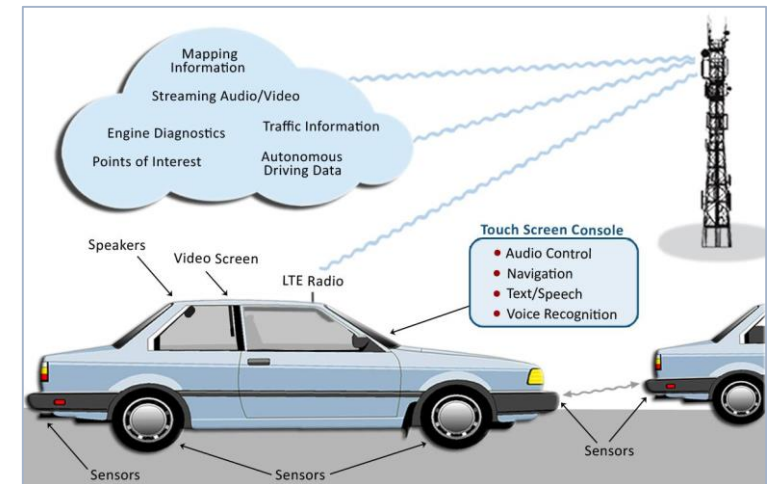 Mapping
Information
Streaming Audio/Video
Engine Diagnostics
Traffic Information
Points of Interest
Autonomous
Driving Data
Touch Screen Console
Audio Control
Navigation
Text/Speech
Voice Recognition
Speakers
Video Screen
LTE Radio
Sensors
Sensors
Sensors